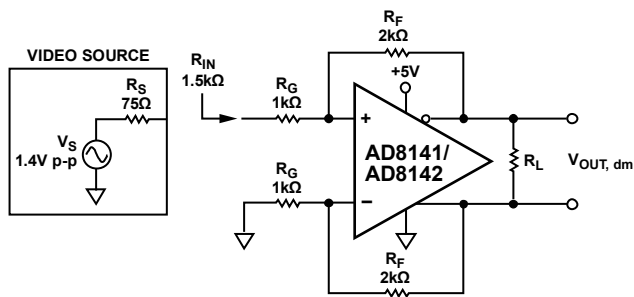 VIDEO SOURCE
RS
75Ω
VS
1.4V p-p
RIN
1.5kΩ
RG
1kΩ
RF
2kΩ
+5V
+
AD8141/
AD8142
RL
VOUT, dm
RG
1kΩ
−
RF
2kΩ